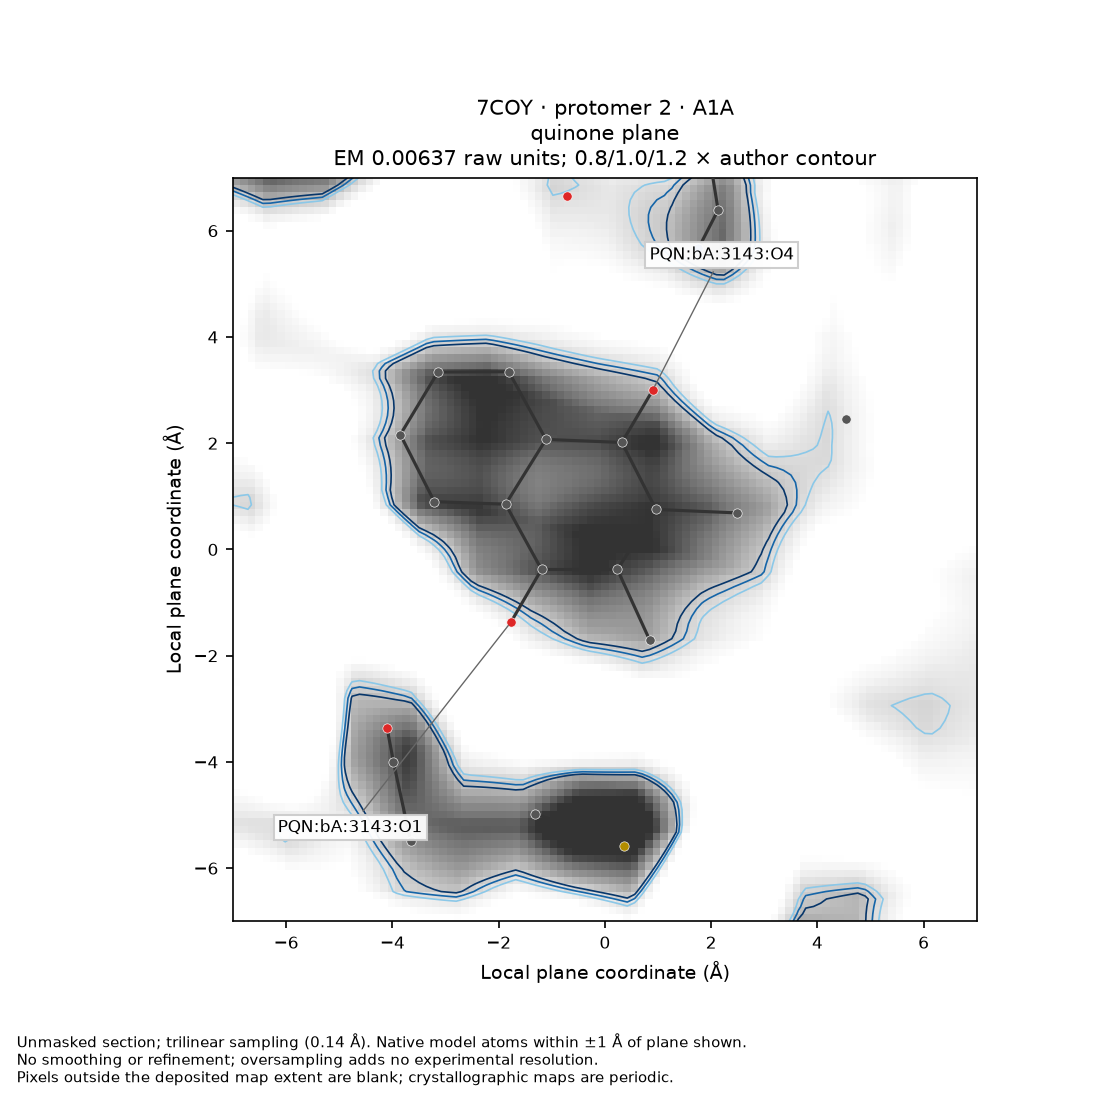 7COY · protomer 2 · A1A
quinone plane
EM 0.00637 raw units; 0.8/1.0/1.2 × author contour
PQN:bA:3143:O4
PQN:bA:3143:O1
6
4
2
0
−2
−4
−6
Local plane coordinate (Å)
−6 −4 −2 0 2 4 6
Local plane coordinate (Å)
Unmasked section; trilinear sampling (0.14 Å). Native model atoms within ±1 Å of plane shown.
No smoothing or refinement; oversampling adds no experimental resolution.
Pixels outside the deposited map extent are blank; crystallographic maps are periodic.